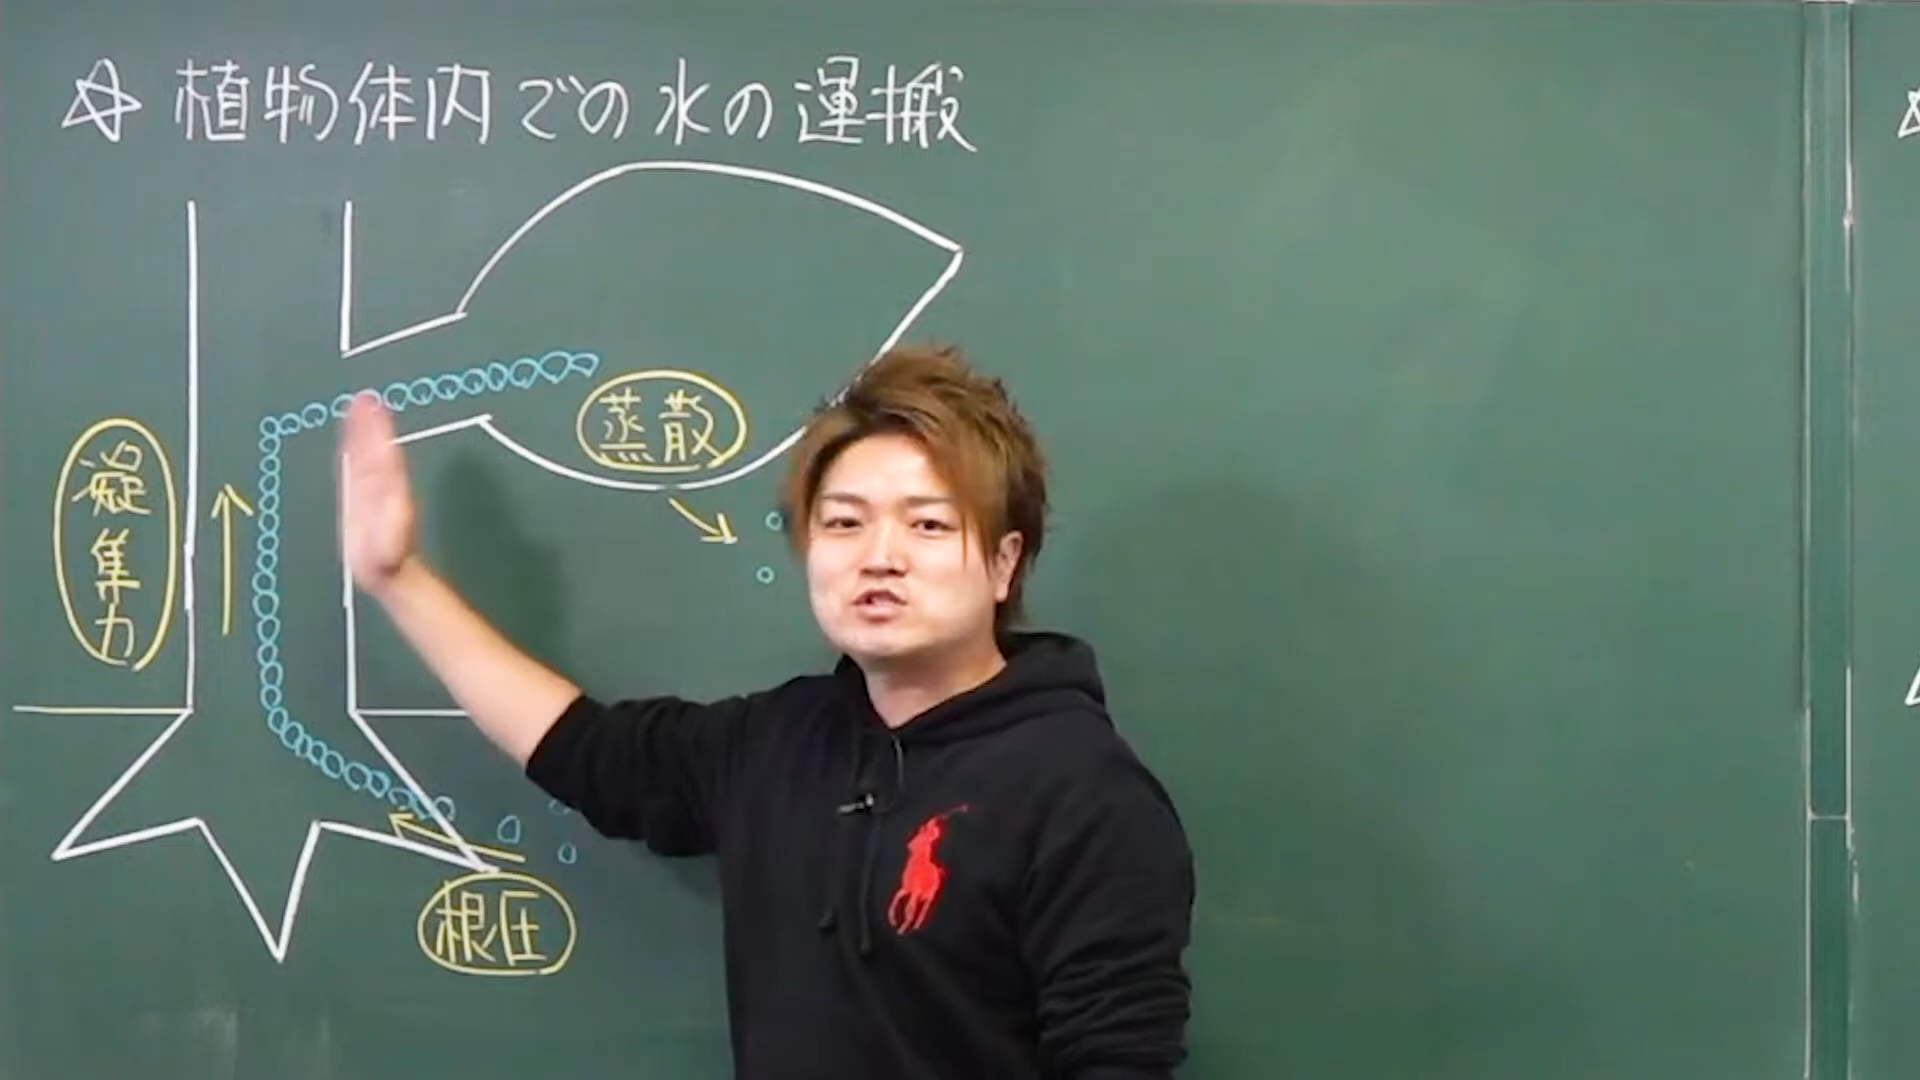 ☆ 植物体内での水の運搬
蒸散
凝集力
根圧